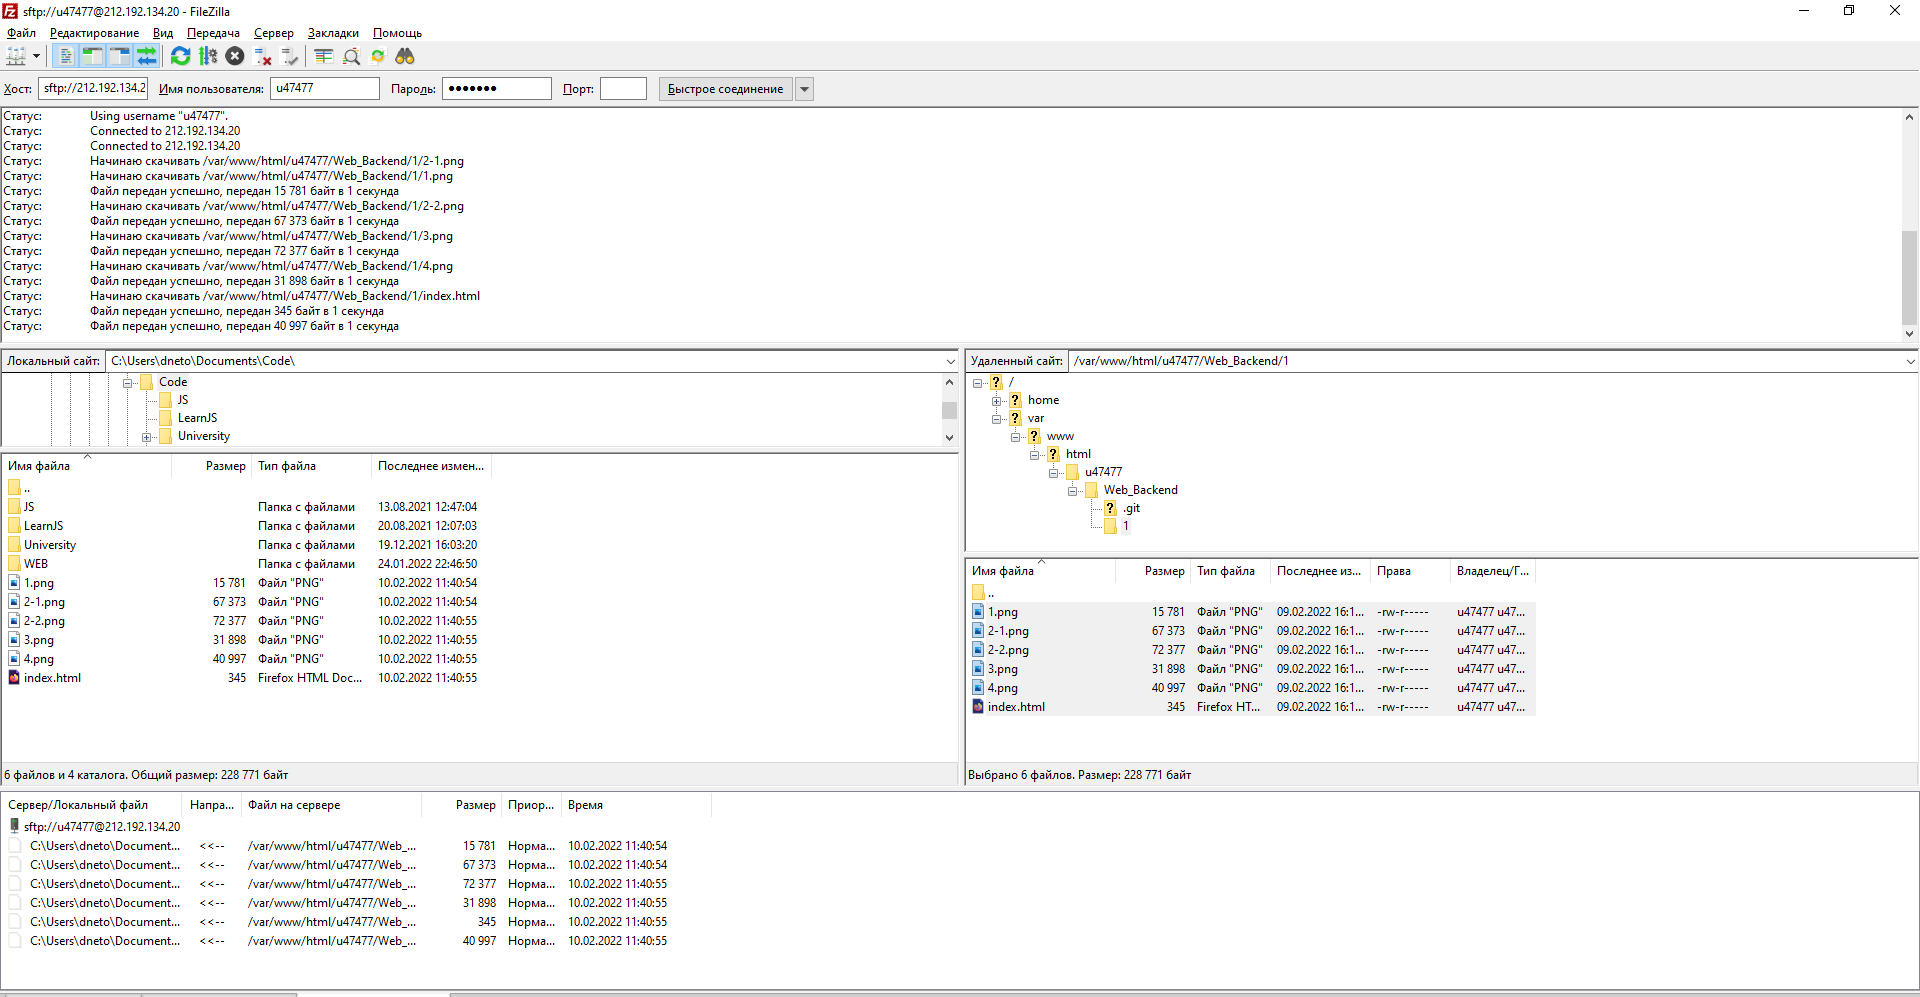 sftp://u47477@212.192.134.20 - FileZilla
Файл Редактирование Вид Передача Сервер Закладки Помощь
Хост: sftp://212.192.134.2 Имя пользователя: u47477 Пароль: ●●●●●●● Порт: Быстрое соединение
Статус: Using username "u47477".
Статус: Connected to 212.192.134.20
Статус: Connected to 212.192.134.20
Статус: Начинаю скачивать /var/www/html/u47477/Web_Backend/1/2-1.png
Статус: Начинаю скачивать /var/www/html/u47477/Web_Backend/1/1.png
Статус: Файл передан успешно, передан 15 781 байт в 1 секунда
Статус: Начинаю скачивать /var/www/html/u47477/Web_Backend/1/2-2.png
Статус: Файл передан успешно, передан 67 373 байт в 1 секунда
Статус: Начинаю скачивать /var/www/html/u47477/Web_Backend/1/3.png
Статус: Файл передан успешно, передан 72 377 байт в 1 секунда
Статус: Начинаю скачивать /var/www/html/u47477/Web_Backend/1/4.png
Статус: Файл передан успешно, передан 31 898 байт в 1 секунда
Статус: Начинаю скачивать /var/www/html/u47477/Web_Backend/1/index.html
Статус: Файл передан успешно, передан 345 байт в 1 секунда
Статус: Файл передан успешно, передан 40 997 байт в 1 секунда
Локальный сайт: C:\Users\dneto\Documents\Code\
Code
JS
LearnJS
University
Имя файла Размер Тип файла Последнее измен...
..
JS Папка с файлами 13.08.2021 12:47:04
LearnJS Папка с файлами 20.08.2021 12:07:03
University Папка с файлами 19.12.2021 16:03:20
WEB Папка с файлами 24.01.2022 22:46:50
1.png 15 781 Файл "PNG" 10.02.2022 11:40:54
2-1.png 67 373 Файл "PNG" 10.02.2022 11:40:54
2-2.png 72 377 Файл "PNG" 10.02.2022 11:40:55
3.png 31 898 Файл "PNG" 10.02.2022 11:40:55
4.png 40 997 Файл "PNG" 10.02.2022 11:40:55
index.html 345 Firefox HTML Doc... 10.02.2022 11:40:55
6 файлов и 4 каталога. Общий размер: 228 771 байт
Удаленный сайт: /var/www/html/u47477/Web_Backend/1
/
home
var
www
html
u47477
Web_Backend
.git
1
Имя файла Размер Тип файла Последнее из... Права Владелец/Г...
..
1.png 15 781 Файл "PNG" 09.02.2022 16:1... -rw-r----- u47477 u47...
2-1.png 67 373 Файл "PNG" 09.02.2022 16:1... -rw-r----- u47477 u47...
2-2.png 72 377 Файл "PNG" 09.02.2022 16:1... -rw-r----- u47477 u47...
3.png 31 898 Файл "PNG" 09.02.2022 16:1... -rw-r----- u47477 u47...
4.png 40 997 Файл "PNG" 09.02.2022 16:1... -rw-r----- u47477 u47...
index.html 345 Firefox HT... 09.02.2022 16:1... -rw-r----- u47477 u47...
Выбрано 6 файлов. Размер: 228 771 байт
Сервер/Локальный файл Напра... Файл на сервере Размер Приор... Время
sftp://u47477@212.192.134.20
C:\Users\dneto\Document... <<-- /var/www/html/u47477/Web_... 15 781 Норма... 10.02.2022 11:40:54
C:\Users\dneto\Document... <<-- /var/www/html/u47477/Web_... 67 373 Норма... 10.02.2022 11:40:54
C:\Users\dneto\Document... <<-- /var/www/html/u47477/Web_... 72 377 Норма... 10.02.2022 11:40:55
C:\Users\dneto\Document... <<-- /var/www/html/u47477/Web_... 31 898 Норма... 10.02.2022 11:40:55
C:\Users\dneto\Document... <<-- /var/www/html/u47477/Web_... 345 Норма... 10.02.2022 11:40:55
C:\Users\dneto\Document... <<-- /var/www/html/u47477/Web_... 40 997 Норма... 10.02.2022 11:40:55